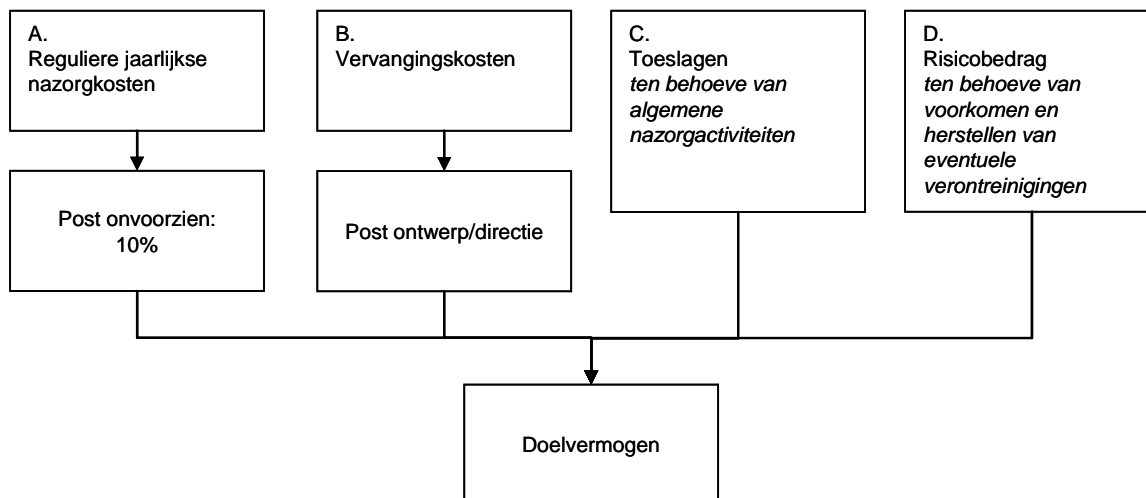 A.
Reguliere jaarlijkse
nazorgkosten
B.
Vervangingskosten
C.
Toeslagen
ten behoeve van
algemene
nazorgactiviteiten
D.
Risicobedrag
ten behoeve van
voorkomen en
herstellen van
eventuele
verontreinigingen
Post onvoorzien:
10%
Post ontwerp/directie
Doelvermogen